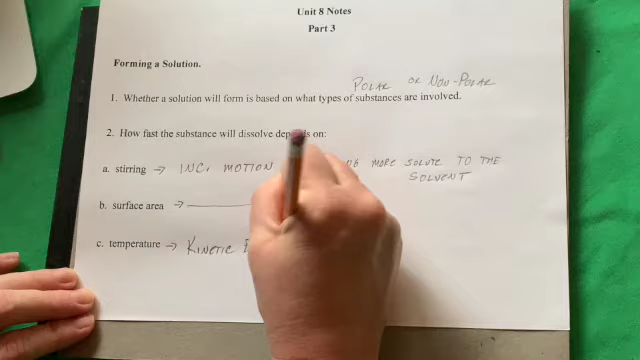 Unit 8 Notes
Part 3
Forming a Solution.
POLAR OR NON-POLAR
1. Whether a solution will form is based on what types of substances are involved.
2. How fast the substance will dissolve depends on:
a. stirring → INC. MOTION MORE SOLUTE TO THE
SOLVENT
b. surface area →
c. temperature → KINETIC